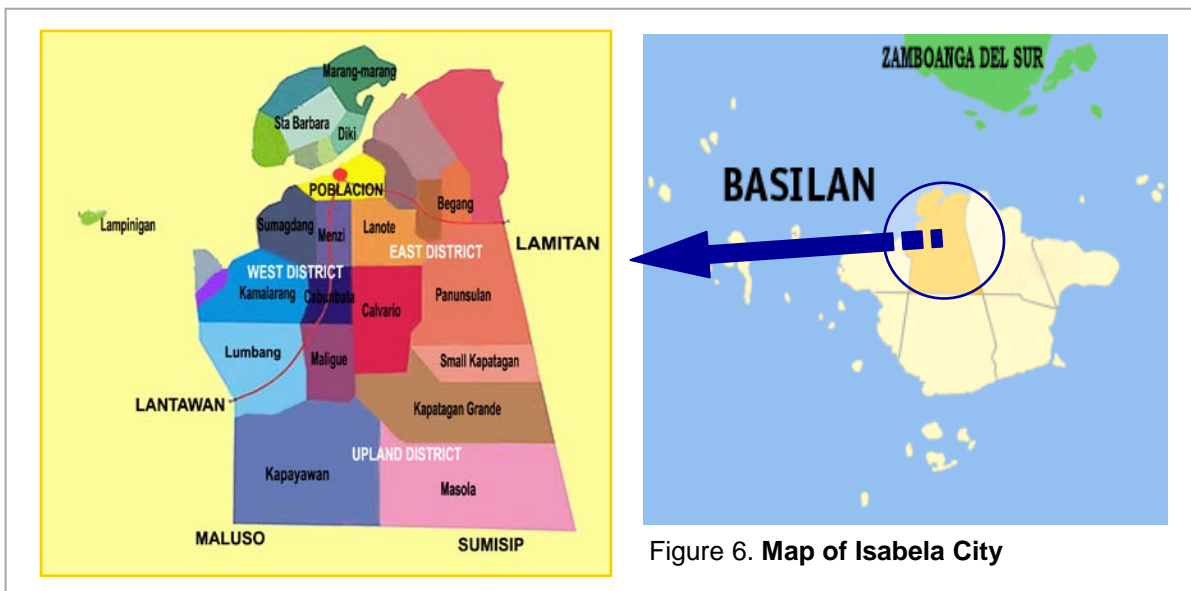 Marang-marang
Sta Barbara
Diki
POBLACION
Begang
Lampinigan
Sumagdang
Menzi
Lanote
LAMITAN
EAST DISTRICT
WEST DISTRICT
Kamalarang
Cabunbata
Calvario
Panunsulan
Lumbang
Maligue
Small Kapatagan
LANTAWAN
Kapatagan Grande
UPLAND DISTRICT
Kapayawan
Masola
MALUSO
SUMISIP
ZAMBOANGA DEL SUR
BASILAN
Figure 6. Map of Isabela City